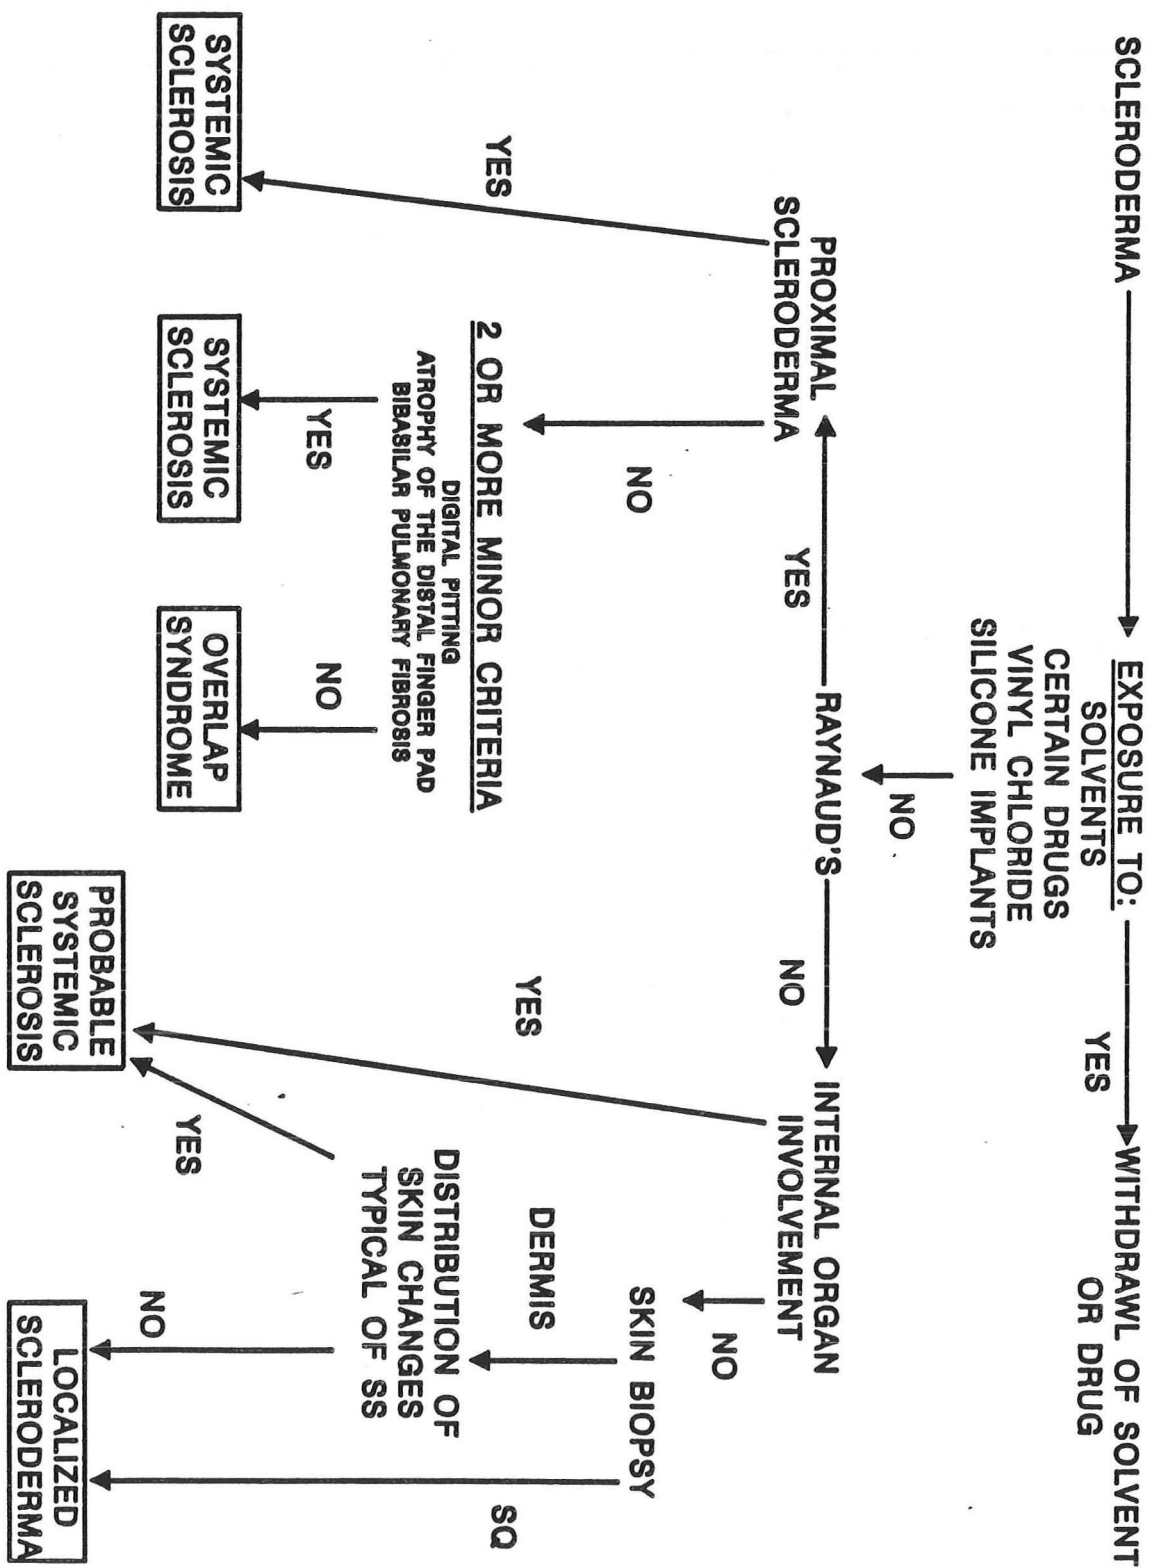 SCLERODERMA
EXPOSURE TO:
SOLVENTS
CERTAIN DRUGS
VINYL CHLORIDE
SILICONE IMPLANTS
YES
WITHDRAWL OF SOLVENT
OR DRUG
NO
RAYNAUD'S
YES
NO
PROXIMAL
SCLERODERMA
INTERNAL ORGAN
INVOLVEMENT
NO
NO
SKIN BIOPSY
YES
2 OR MORE MINOR CRITERIA
DIGITAL PITTING
ATROPHY OF THE DISTAL FINGER PAD
BIBASILAR PULMONARY FIBROSIS
YES
DERMIS
SQ
DISTRIBUTION OF
SKIN CHANGES
TYPICAL OF SS
YES
NO
YES
NO
SYSTEMIC
SCLEROSIS
SYSTEMIC
SCLEROSIS
OVERLAP
SYNDROME
PROBABLE
SYSTEMIC
SCLEROSIS
LOCALIZED
SCLERODERMA